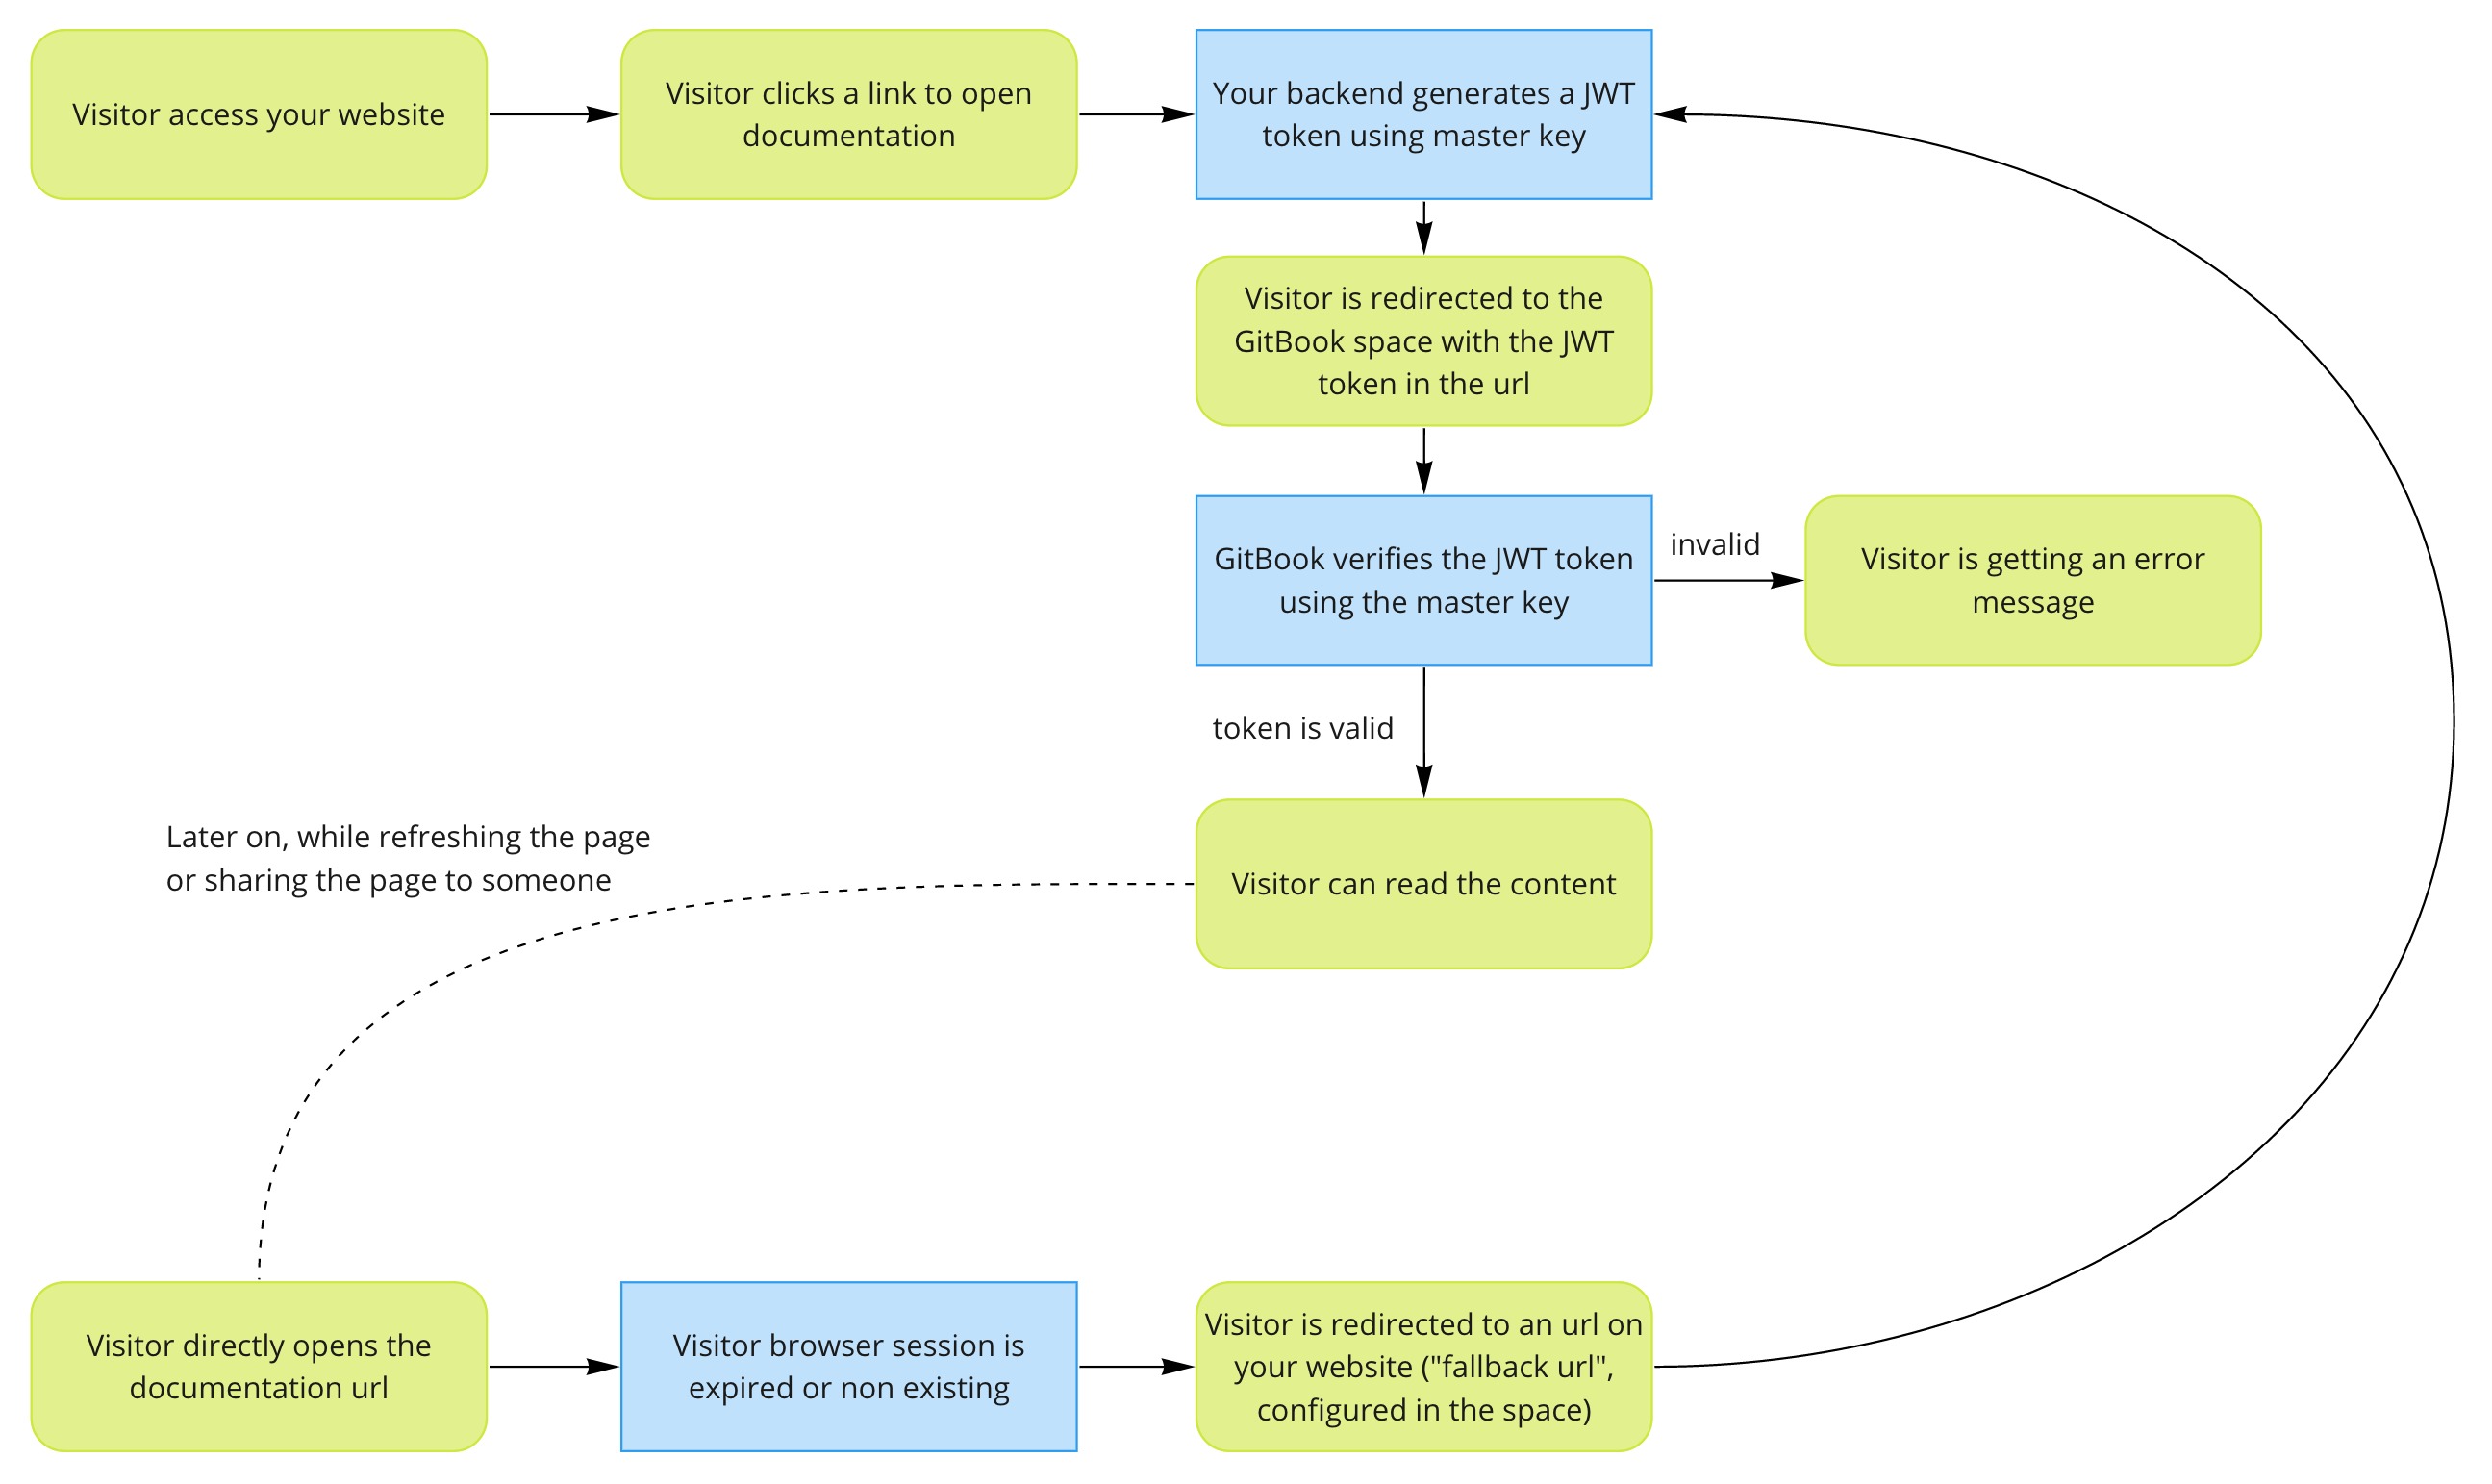 Visitor access your website
Visitor clicks a link to open
documentation
Your backend generates a JWT
token using master key
Visitor is redirected to the
GitBook space with the JWT
token in the url
GitBook verifies the JWT token
using the master key
invalid
Visitor is getting an error
message
token is valid
Later on, while refreshing the page
or sharing the page to someone
Visitor can read the content
Visitor directly opens the
documentation url
Visitor browser session is
expired or non existing
Visitor is redirected to an url on
your website ("fallback url",
configured in the space)